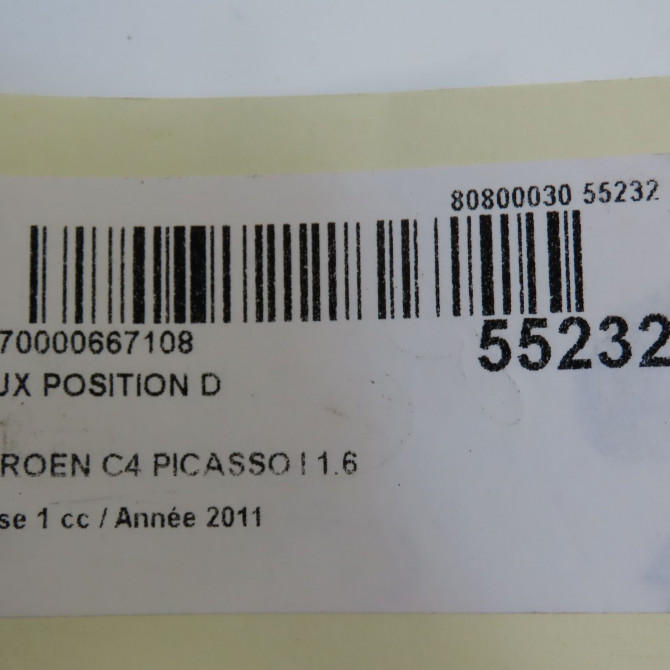 80800030 55232
70000667108
55232
UX POSITION D
ROEN C4 PICASSO I 1.6
se 1 cc / Année 2011